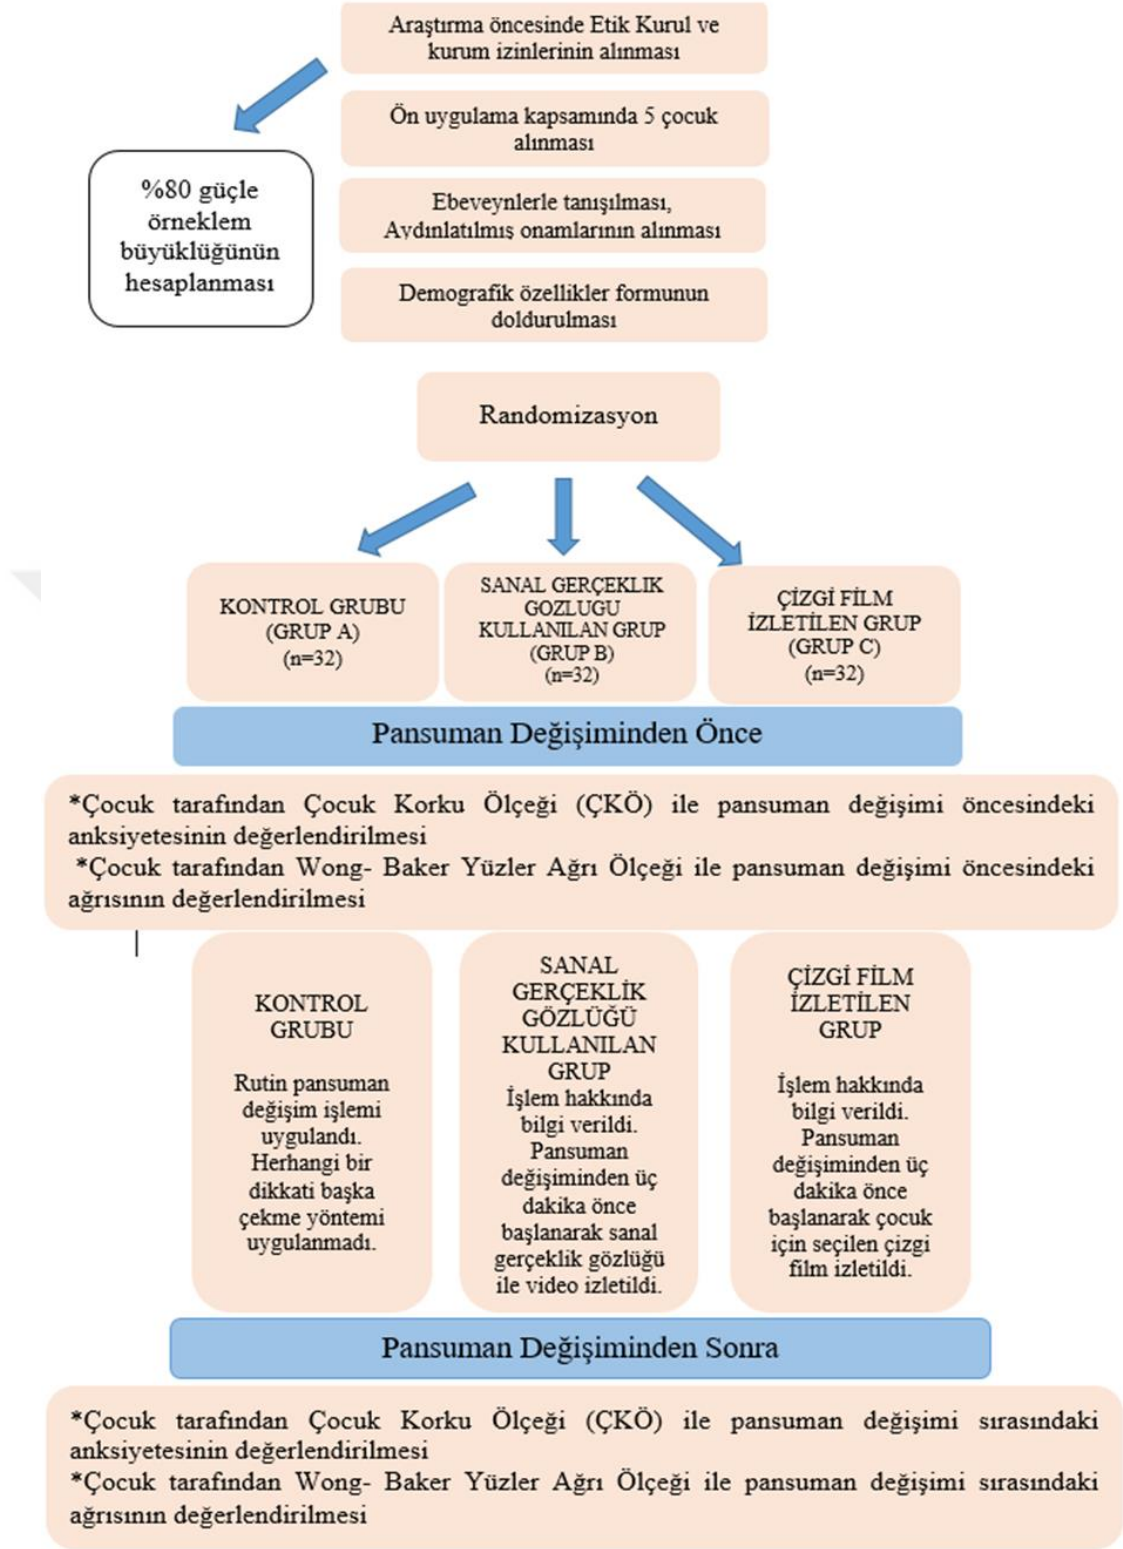 Araştırma öncesinde Etik Kurul ve
kurum izinlerinin alınması
Ön uygulama kapsamında 5 çocuk
alınması
%80 güçle
örneklem
büyüklüğünün
hesaplanması
Ebeveynlerle tanışılması,
Aydınlatılmış onamlarının alınması
Demografik özellikler formunun
doldurulması
Randomizasyon
KONTROL GRUBU
(GRUP A)
(n=32)
SANAL GERÇEKLIK
GOZLUGU
KULLANILAN GRUP
(GRUP B)
(n=32)
ÇİZGİ FİLM
İZLETİLEN GRUP
(GRUP C)
(n=32)
Pansuman Değişiminden Önce
*Çocuk tarafından Çocuk Korku Ölçeği (ÇKÖ) ile pansuman değişimi öncesindeki
anksiyetesinin değerlendirilmesi
*Çocuk tarafından Wong- Baker Yüzler Ağrı Ölçeği ile pansuman değişimi öncesindeki
ağrısının değerlendirilmesi
KONTROL
GRUBU
Rutin pansuman
değişim işlemi
uygulandı.
Herhangi bir
dikkati başka
çekme yöntemi
uygulanmadı.
SANAL
GERÇEKLİK
GÖZLÜĞÜ
KULLANILAN
GRUP
İşlem hakkında
bilgi verildi.
Pansuman
değişiminden üç
dakika önce
başlanarak sanal
gerçeklik gözlüğü
ile video izletildi.
ÇİZGİ FİLM
İZLETİLEN
GRUP
İşlem hakkında
bilgi verildi.
Pansuman
değişiminden üç
dakika önce
başlanarak çocuk
için seçilen çizgi
film izletildi.
Pansuman Değişiminden Sonra
*Çocuk tarafından Çocuk Korku Ölçeği (ÇKÖ) ile pansuman değişimi sırasındaki
anksiyetesinin değerlendirilmesi
*Çocuk tarafından Wong- Baker Yüzler Ağrı Ölçeği ile pansuman değişimi sırasındaki
ağrısının değerlendirilmesi